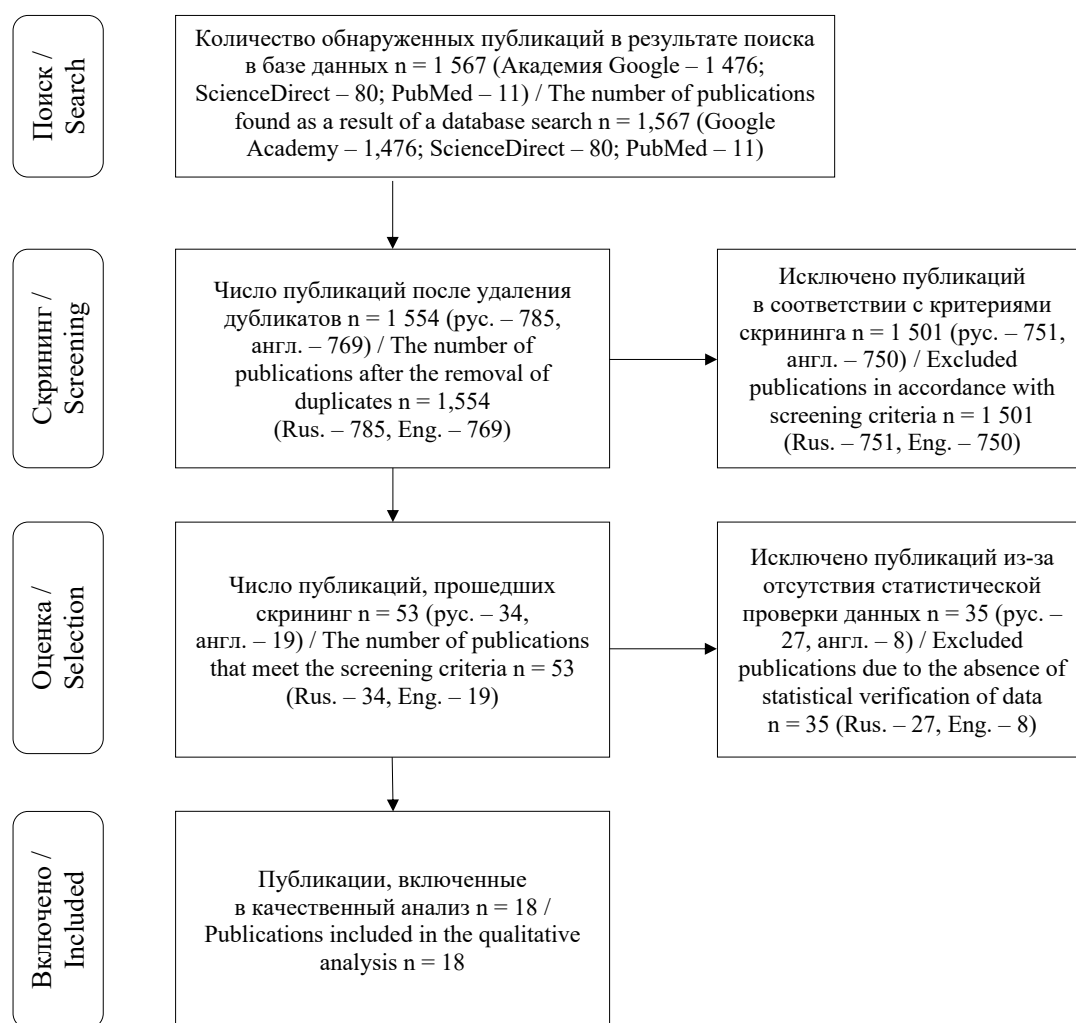 Поиск /
Search
Количество обнаруженных публикаций в результате поиска
в базе данных n = 1 567 (Академия Google – 1 476;
ScienceDirect – 80; PubMed – 11) / The number of publications
found as a result of a database search n = 1,567 (Google
Academy – 1,476; ScienceDirect – 80; PubMed – 11)
Скрининг /
Screening
Число публикаций после удаления
дубликатов n = 1 554 (рус. – 785,
англ. – 769) / The number of
publications after the removal of
duplicates n = 1,554
(Rus. – 785, Eng. – 769)
Исключено публикаций
в соответствии с критериями
скрининга n = 1 501 (рус. – 751,
англ. – 750) / Excluded
publications in accordance with
screening criteria n = 1 501
(Rus. – 751, Eng. – 750)
Оценка /
Selection
Число публикаций, прошедших
скрининг n = 53 (рус. – 34,
англ. – 19) / The number of publications
that meet the screening criteria n = 53
(Rus. – 34, Eng. – 19)
Исключено публикаций из-за
отсутствия статистической
проверки данных n = 35 (рус. –
27, англ. – 8) / Excluded
publications due to the absence of
statistical verification of data
n = 35 (Rus. – 27, Eng. – 8)
Включено /
Included
Публикации, включенные
в качественный анализ n = 18 /
Publications included in the qualitative
analysis n = 18